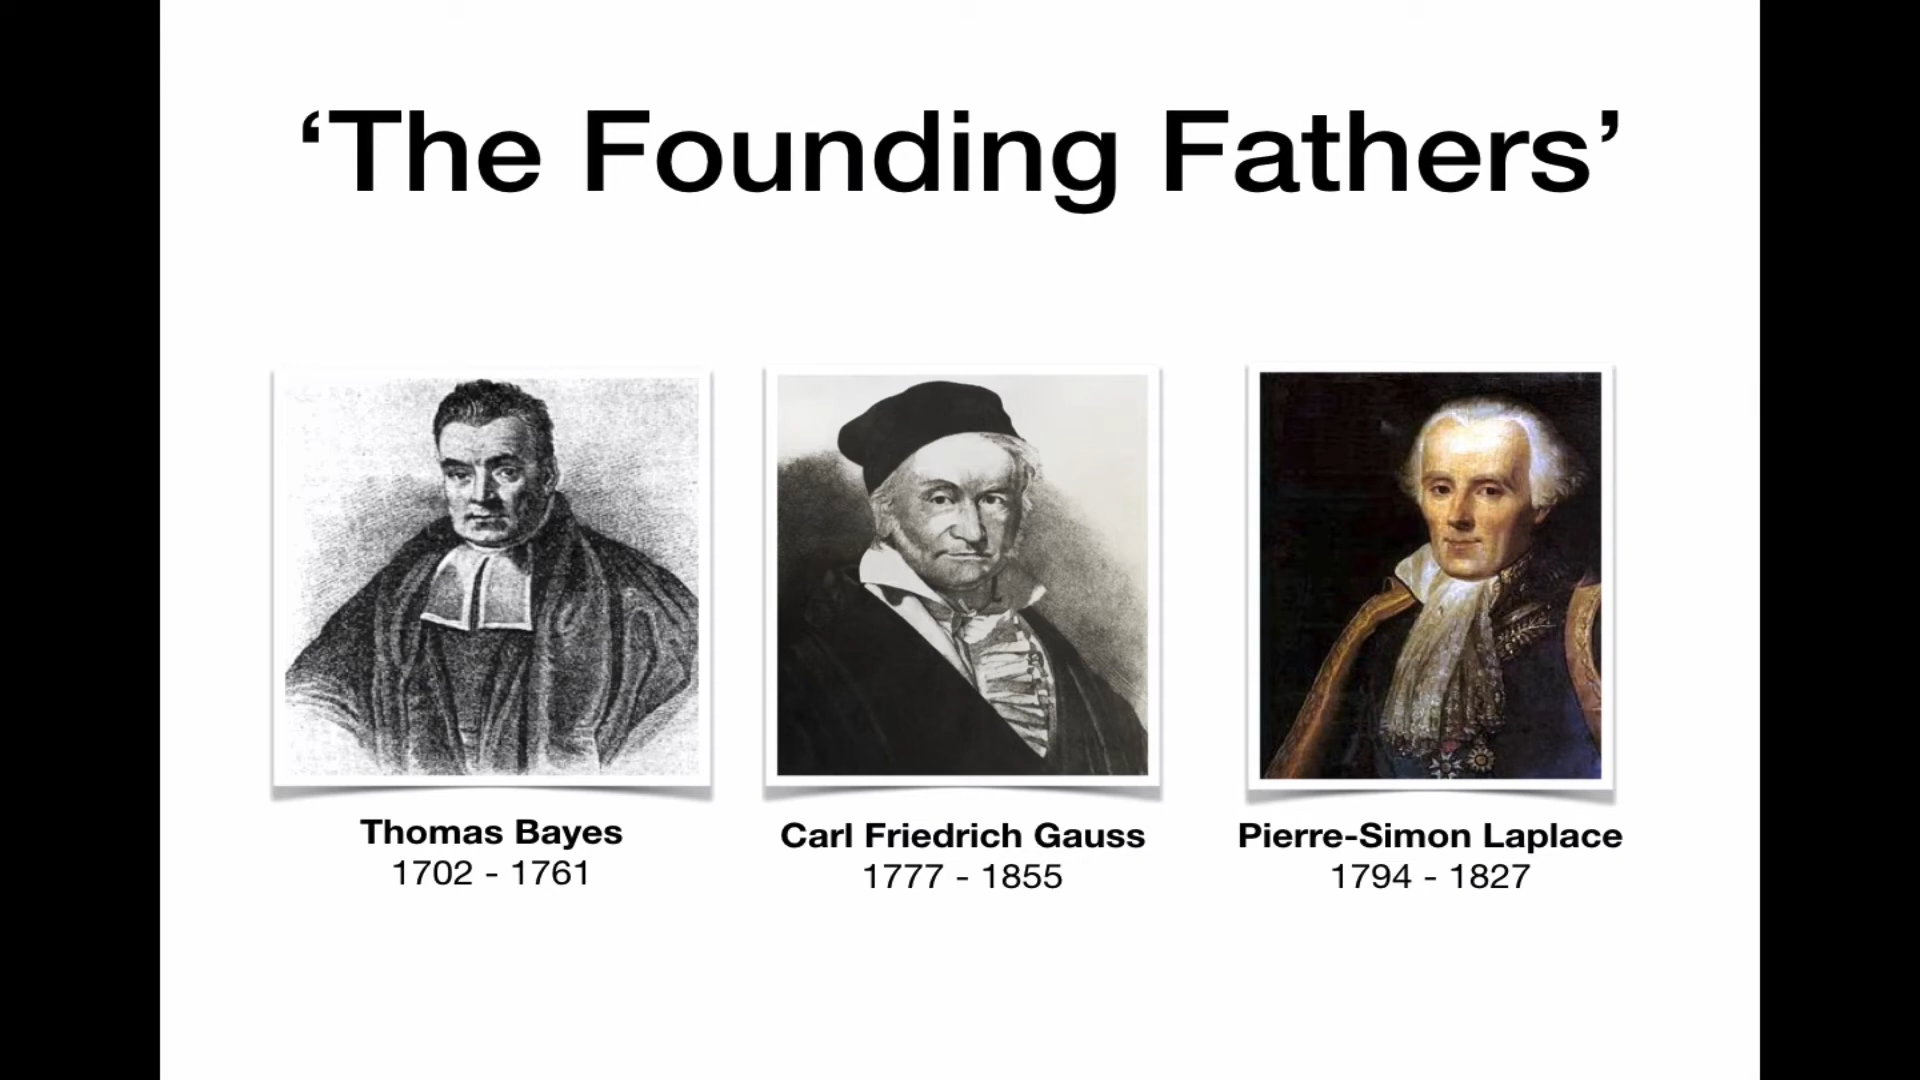 ‘The Founding Fathers’
Thomas Bayes
1702 - 1761
Carl Friedrich Gauss
1777 - 1855
Pierre-Simon Laplace
1794 - 1827